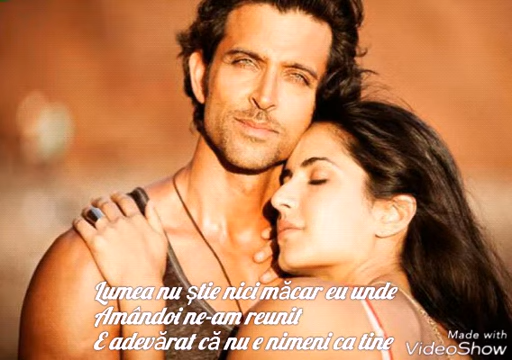 Lumea nu știe nici măcar eu unde
Amândoi ne-am reunit
E adevărat că nu e nimeni ca tine
Made with
VideoShow